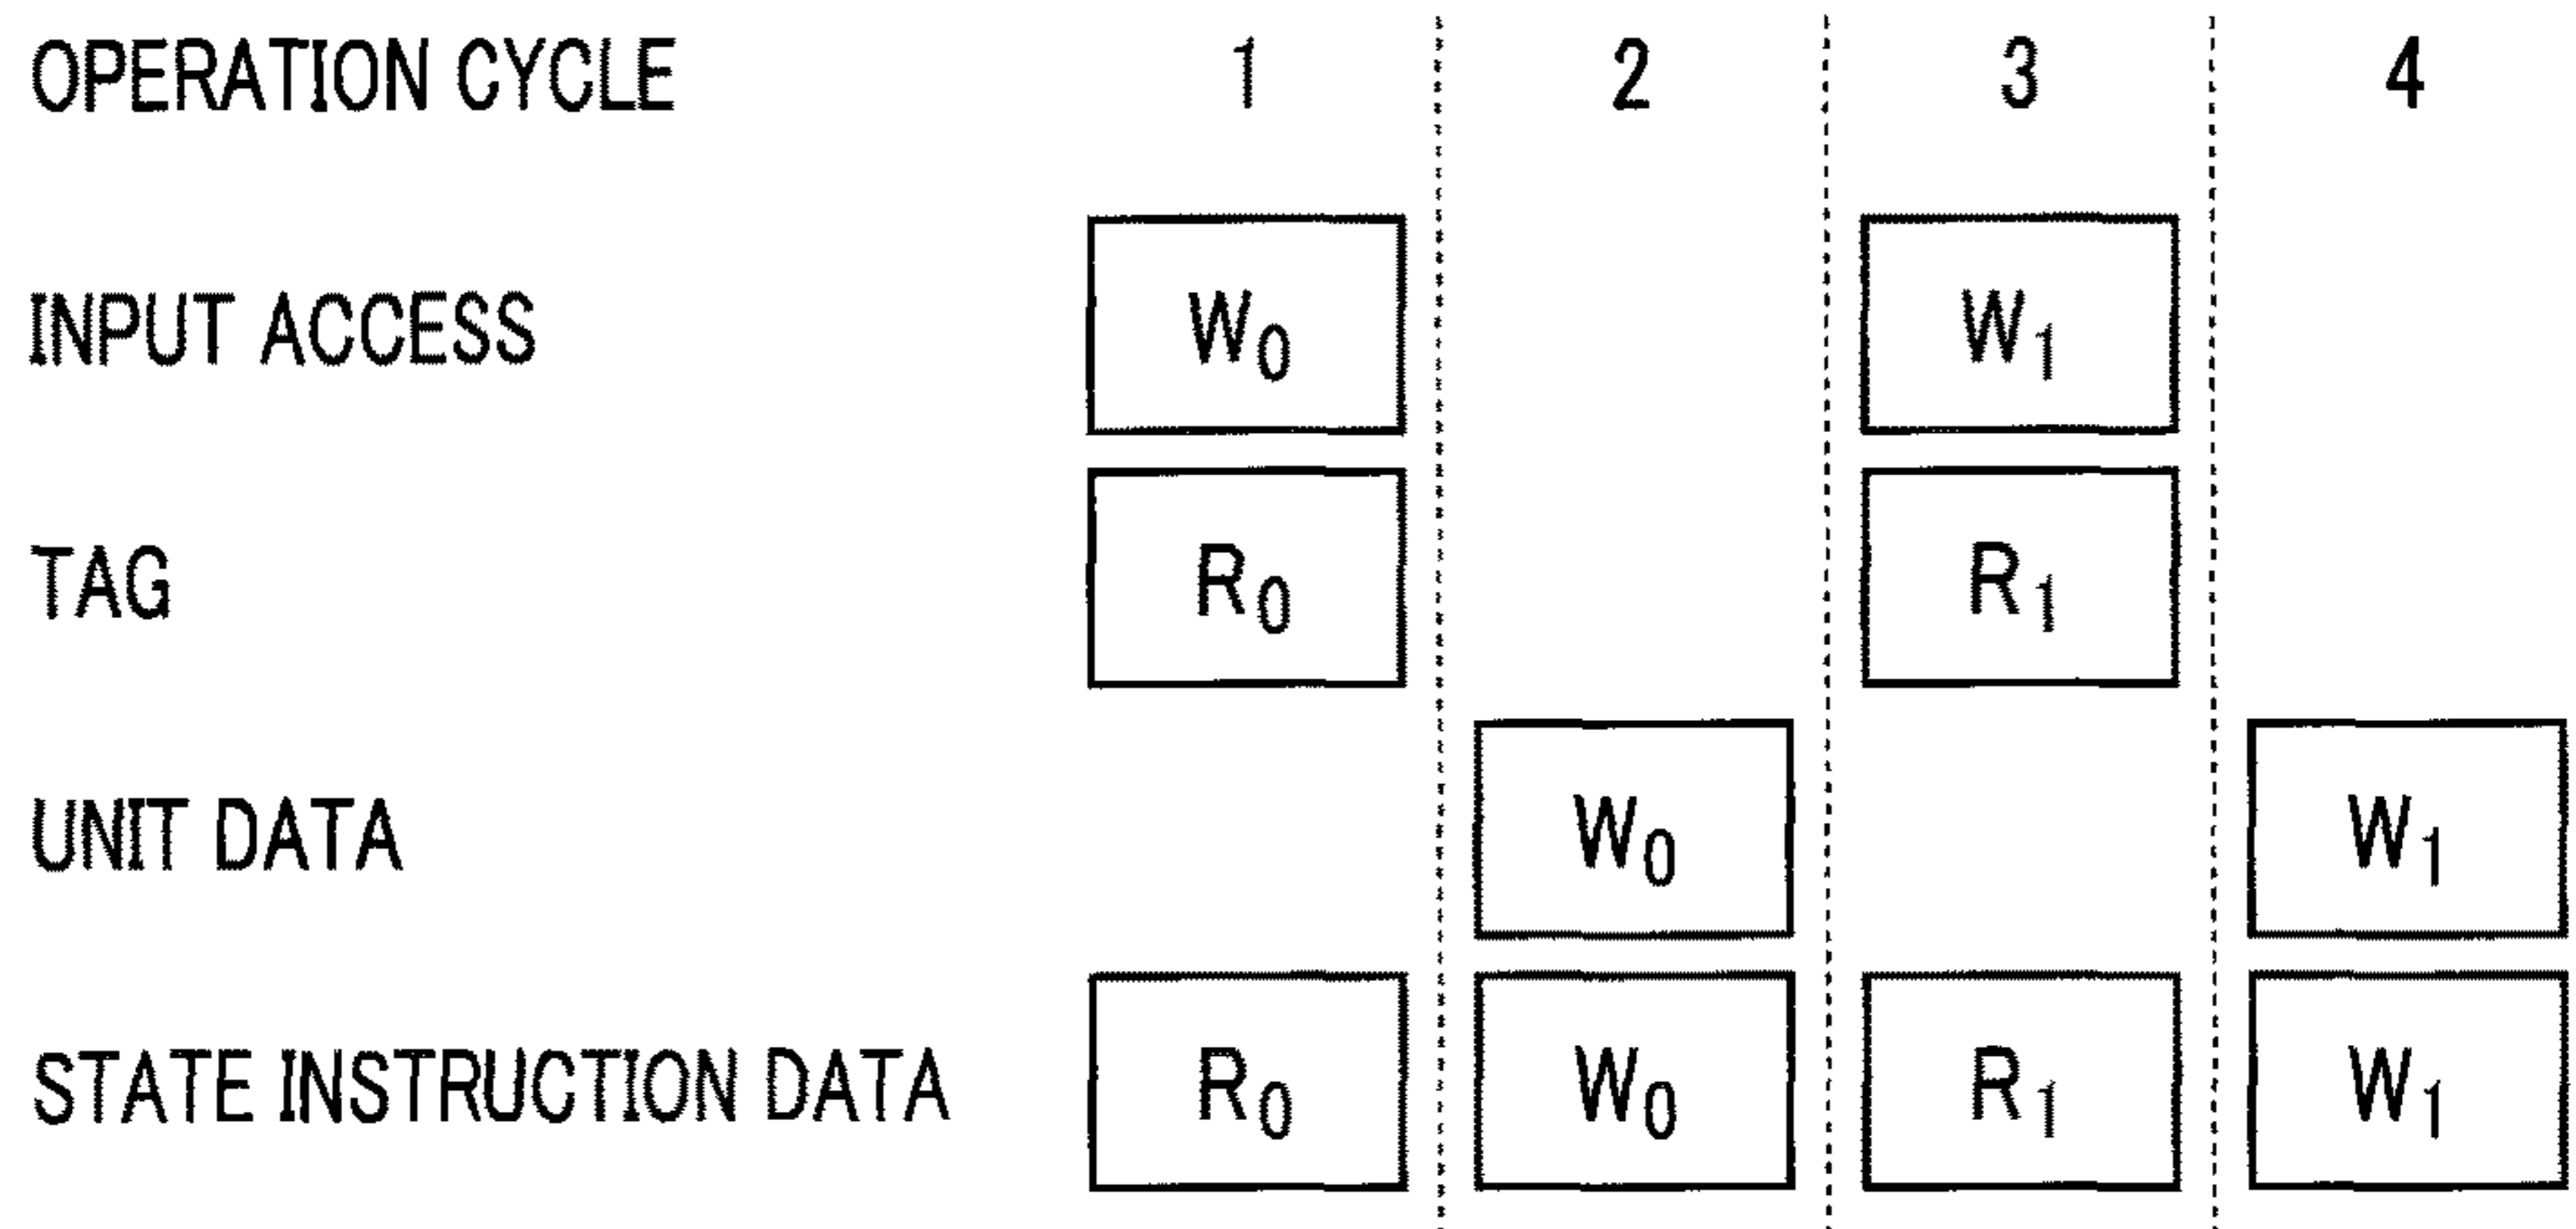 OPERATION CYCLE 1 2 3 4
INPUT ACCESS W0 W1
TAG R0 R1
UNIT DATA W0 W1
STATE INSTRUCTION DATA R0 W0 R1 W1